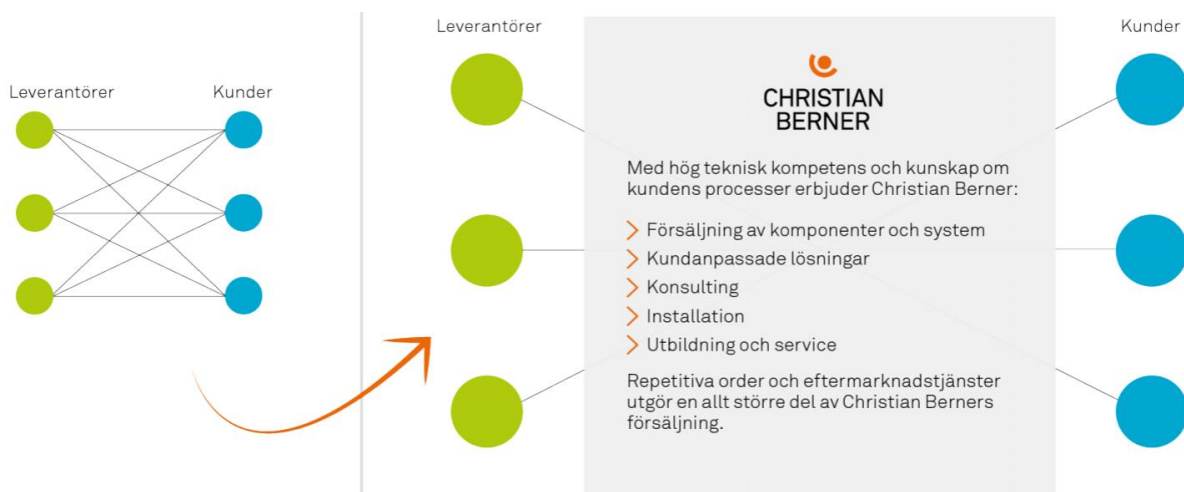 Leverantörer
Kunder
Leverantörer
Kunder
CHRISTIAN
BERNER
Med hög teknisk kompetens och kunskap om
kundens processer erbjuder Christian Berner:
Försäljning av komponenter och system
Kundanpassade lösningar
Konsulting
Installation
Utbildning och service
Repetitiva order och eftermarknadstjänster
utgör en allt större del av Christian Berners
försäljning.